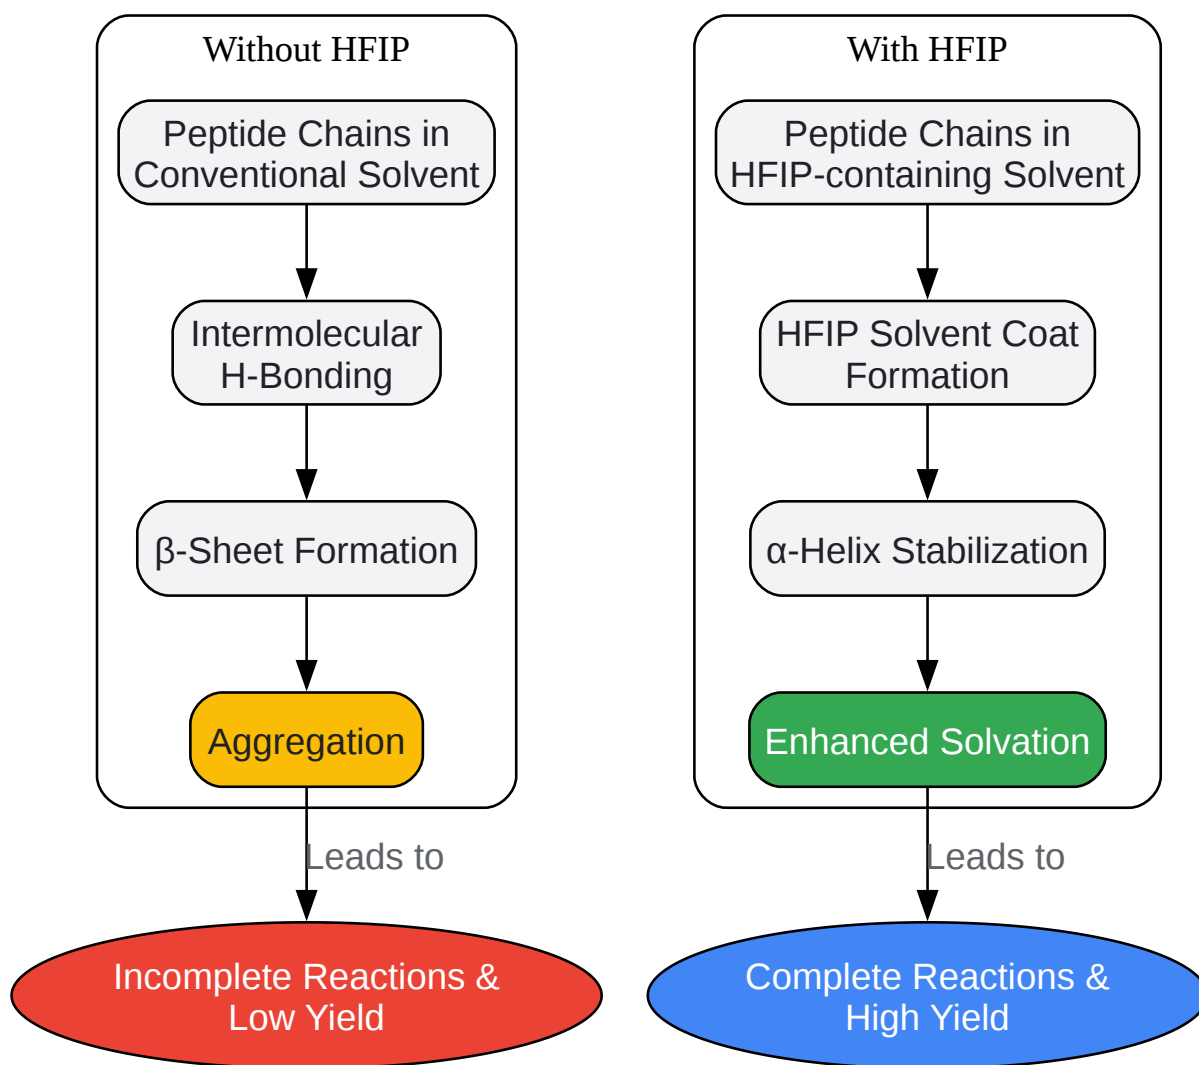 Without HFIP
Peptide Chains in
Conventional Solvent
Intermolecular
H-Bonding
β-Sheet Formation
Aggregation
Leads to
Incomplete Reactions &
Low Yield
With HFIP
Peptide Chains in
HFIP-containing Solvent
HFIP Solvent Coat
Formation
α-Helix Stabilization
Enhanced Solvation
Leads to
Complete Reactions &
High Yield